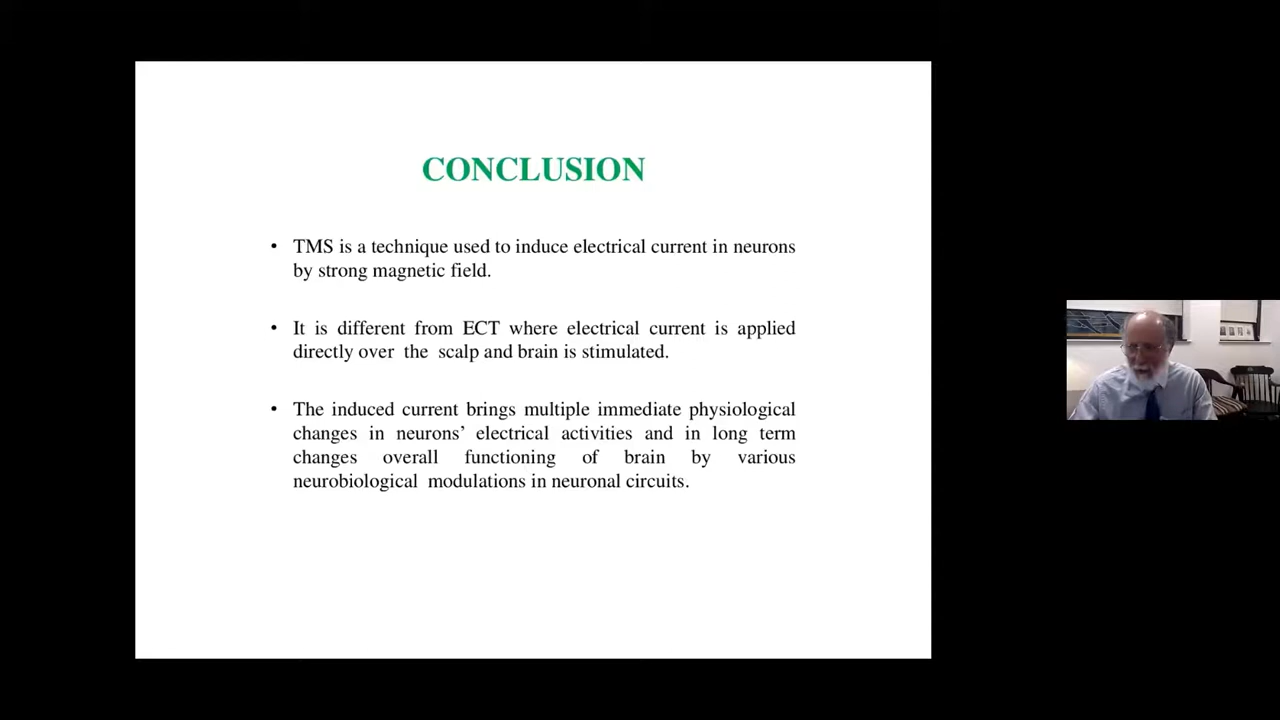 CONCLUSION
• TMS is a technique used to induce electrical current in neurons
by strong magnetic field.
• It is different from ECT where electrical current is applied
directly over the scalp and brain is stimulated.
• The induced current brings multiple immediate physiological
changes in neurons’ electrical activities and in long term
changes overall functioning of brain by various
neurobiological modulations in neuronal circuits.